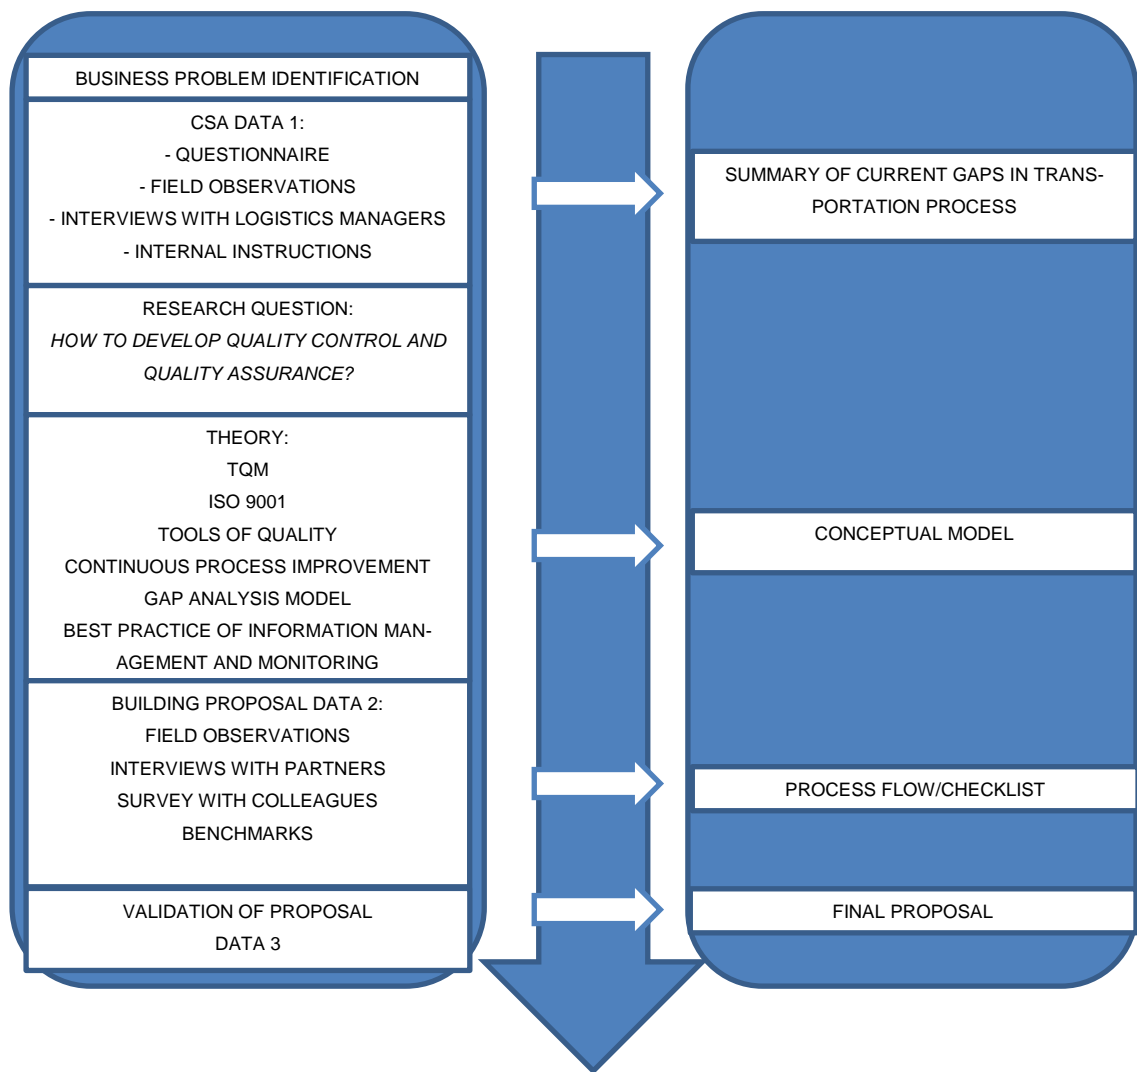 BUSINESS PROBLEM IDENTIFICATION
CSA DATA 1:
- QUESTIONNAIRE
- FIELD OBSERVATIONS
- INTERVIEWS WITH LOGISTICS MANAGERS
- INTERNAL INSTRUCTIONS
RESEARCH QUESTION:
HOW TO DEVELOP QUALITY CONTROL AND
QUALITY ASSURANCE?
THEORY:
TQM
ISO 9001
TOOLS OF QUALITY
CONTINUOUS PROCESS IMPROVEMENT
GAP ANALYSIS MODEL
BEST PRACTICE OF INFORMATION MAN-
AGEMENT AND MONITORING
BUILDING PROPOSAL DATA 2:
FIELD OBSERVATIONS
INTERVIEWS WITH PARTNERS
SURVEY WITH COLLEAGUES
BENCHMARKS
VALIDATION OF PROPOSAL
DATA 3
SUMMARY OF CURRENT GAPS IN TRANS-
PORTATION PROCESS
CONCEPTUAL MODEL
PROCESS FLOW/CHECKLIST
FINAL PROPOSAL